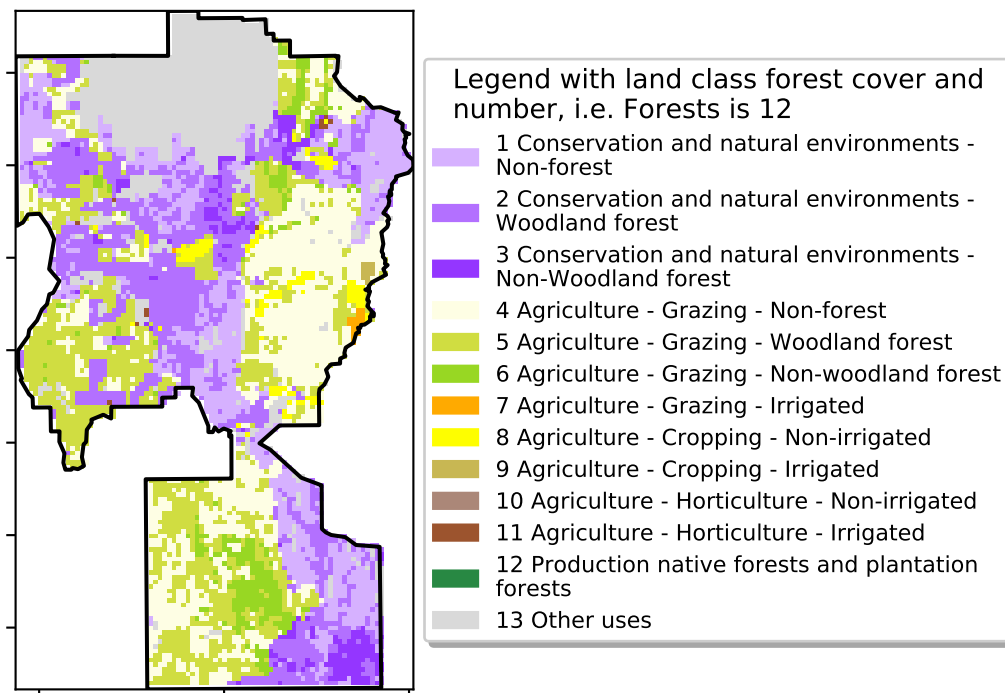 Legend with land class forest cover and
number, i.e. Forests is 12
1 Conservation and natural environments -
Non-forest
2 Conservation and natural environments -
Woodland forest
3 Conservation and natural environments -
Non-Woodland forest
4 Agriculture - Grazing - Non-forest
5 Agriculture - Grazing - Woodland forest
6 Agriculture - Grazing - Non-woodland forest
7 Agriculture - Grazing - Irrigated
8 Agriculture - Cropping - Non-irrigated
9 Agriculture - Cropping - Irrigated
10 Agriculture - Horticulture - Non-irrigated
11 Agriculture - Horticulture - Irrigated
12 Production native forests and plantation
forests
13 Other uses